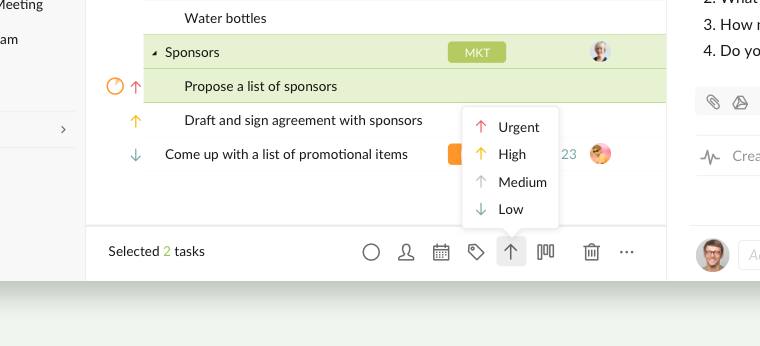 Meeting
am
Water bottles
Sponsors
MKT
Propose a list of sponsors
Draft and sign agreement with sponsors
Come up with a list of promotional items
23
Urgent
High
Medium
Low
Selected 2 tasks
2. What
3. How
4. Do yo
Crea